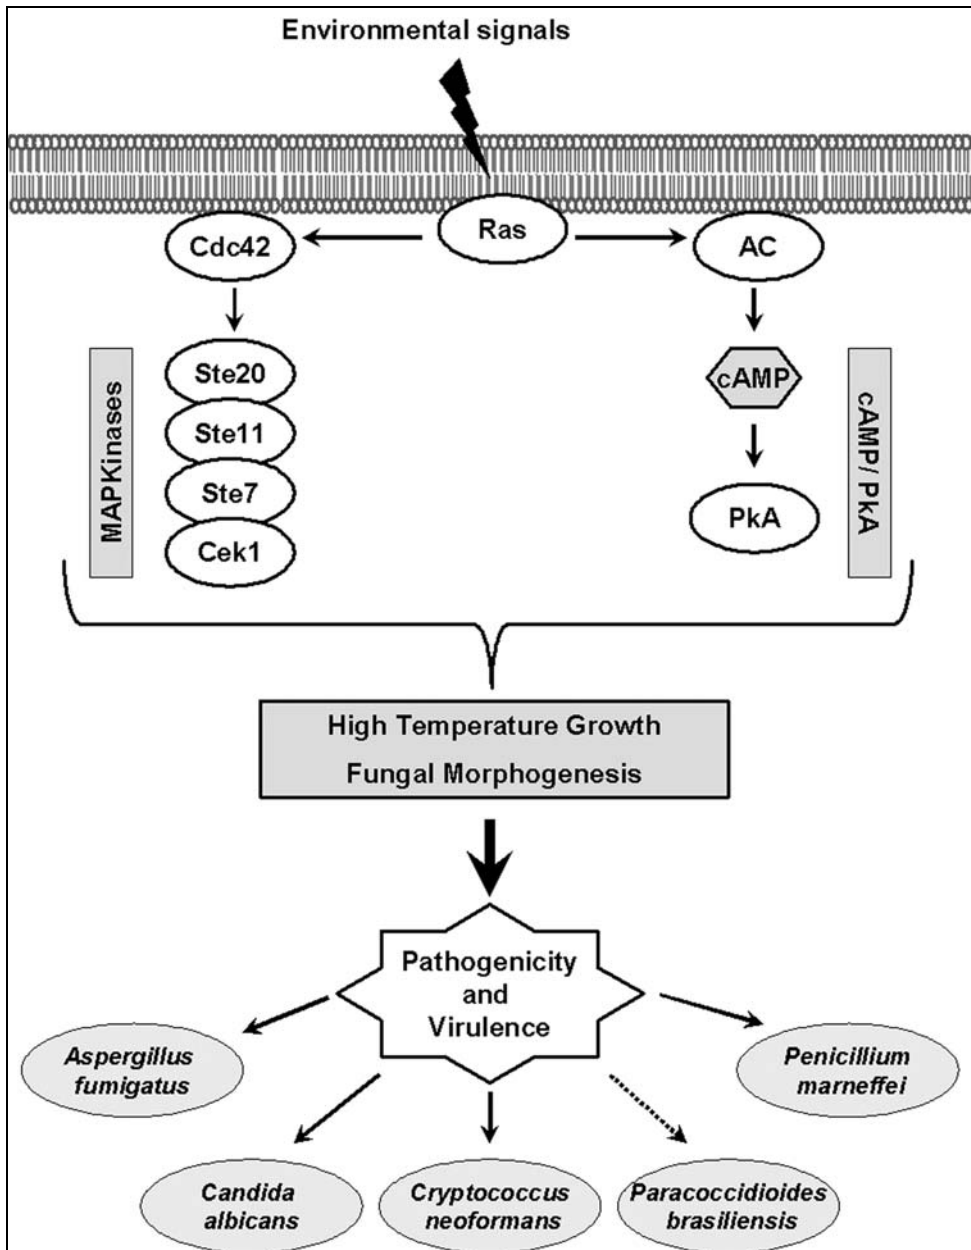 Environmental signals
Cdc42
Ras
AC
MAPKinases
Ste20
Ste11
Ste7
Cek1
cAMP
PkA
cAMP/ PkA
High Temperature Growth
Fungal Morphogenesis
Pathogenicity
and
Virulence
Aspergillus
fumigatus
Penicillium
marneffei
Candida
albicans
Cryptococcus
neoformans
Paracoccidioides
brasiliensis